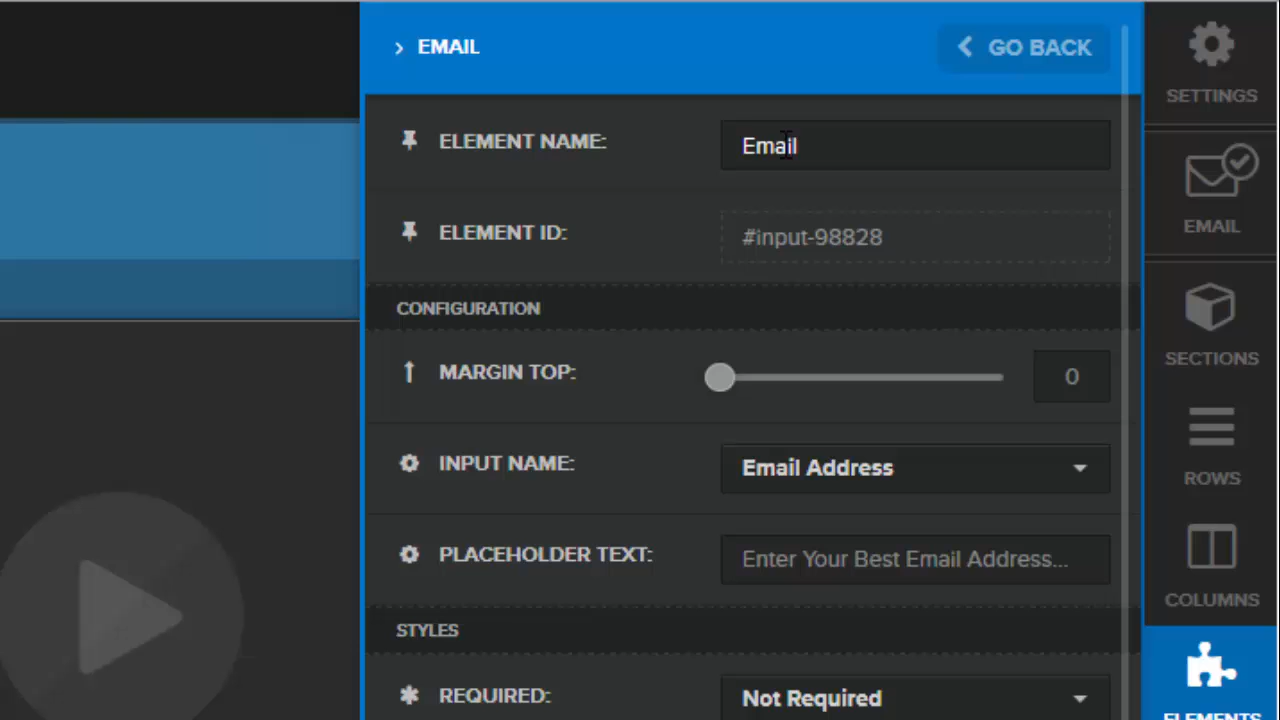 EMAIL
GO BACK
ELEMENT NAME:
Email
ELEMENT ID:
#input-98828
CONFIGURATION
MARGIN TOP:
0
INPUT NAME:
Email Address
PLACEHOLDER TEXT:
Enter Your Best Email Address...
STYLES
REQUIRED:
Not Required
SETTINGS
EMAIL
SECTIONS
ROWS
COLUMNS
ELEMENTS